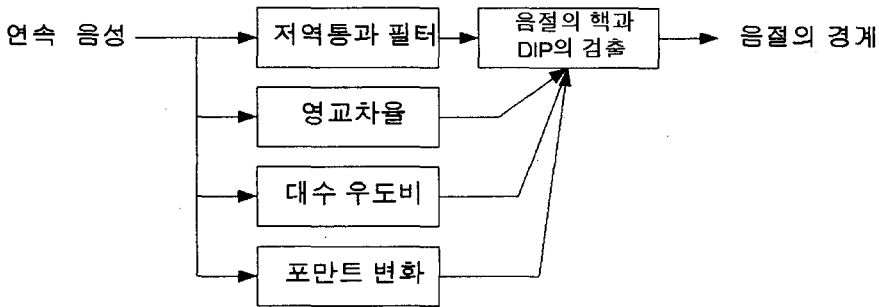 연속 음성
저역통과 필터
음절의 핵과
DIP의 검출
음절의 경계
영교차율
대수 우도비
포만트 변화